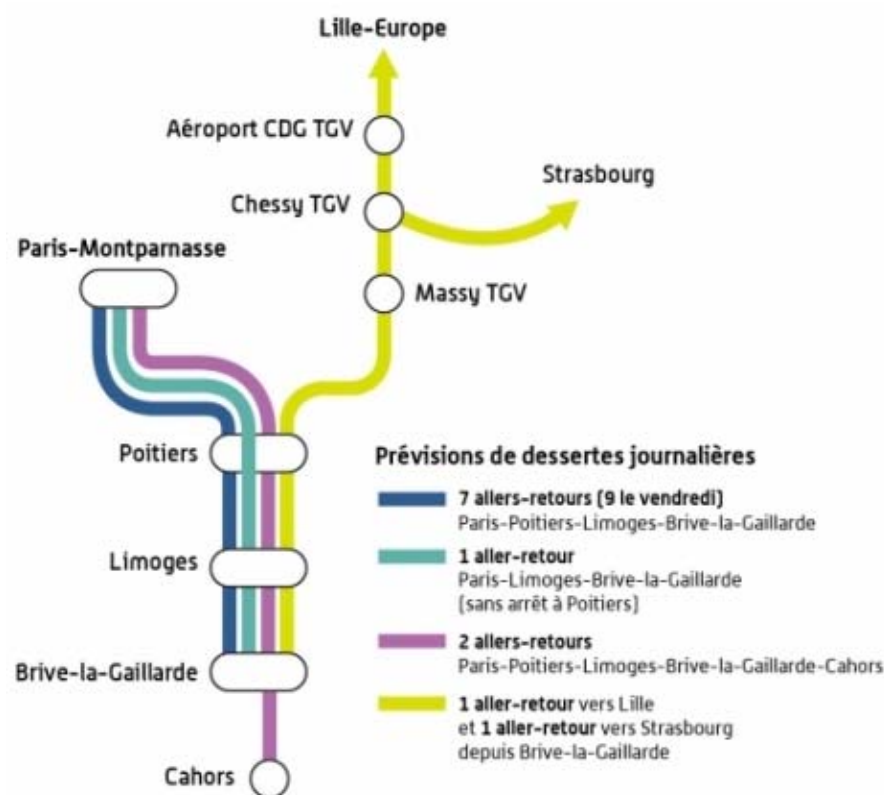 Lille-Europe
Aéroport CDG TGV
Strasbourg
Chessy TGV
Paris-Montparnasse
Massy TGV
Poitiers
Limoges
Brive-la-Gaillarde
Cahors
Prévisions de dessertes journalières
7 allers-retours (9 le vendredi)
Paris-Poitiers-Limoges-Brive-la-Gaillarde
1 aller-retour
Paris-Limoges-Brive-la-Gaillarde
(sans arrêt à Poitiers)
2 allers-retours
Paris-Poitiers-Limoges-Brive-la-Gaillarde-Cahors
1 aller-retour vers Lille
et 1 aller-retour vers Strasbourg
depuis Brive-la-Gaillarde